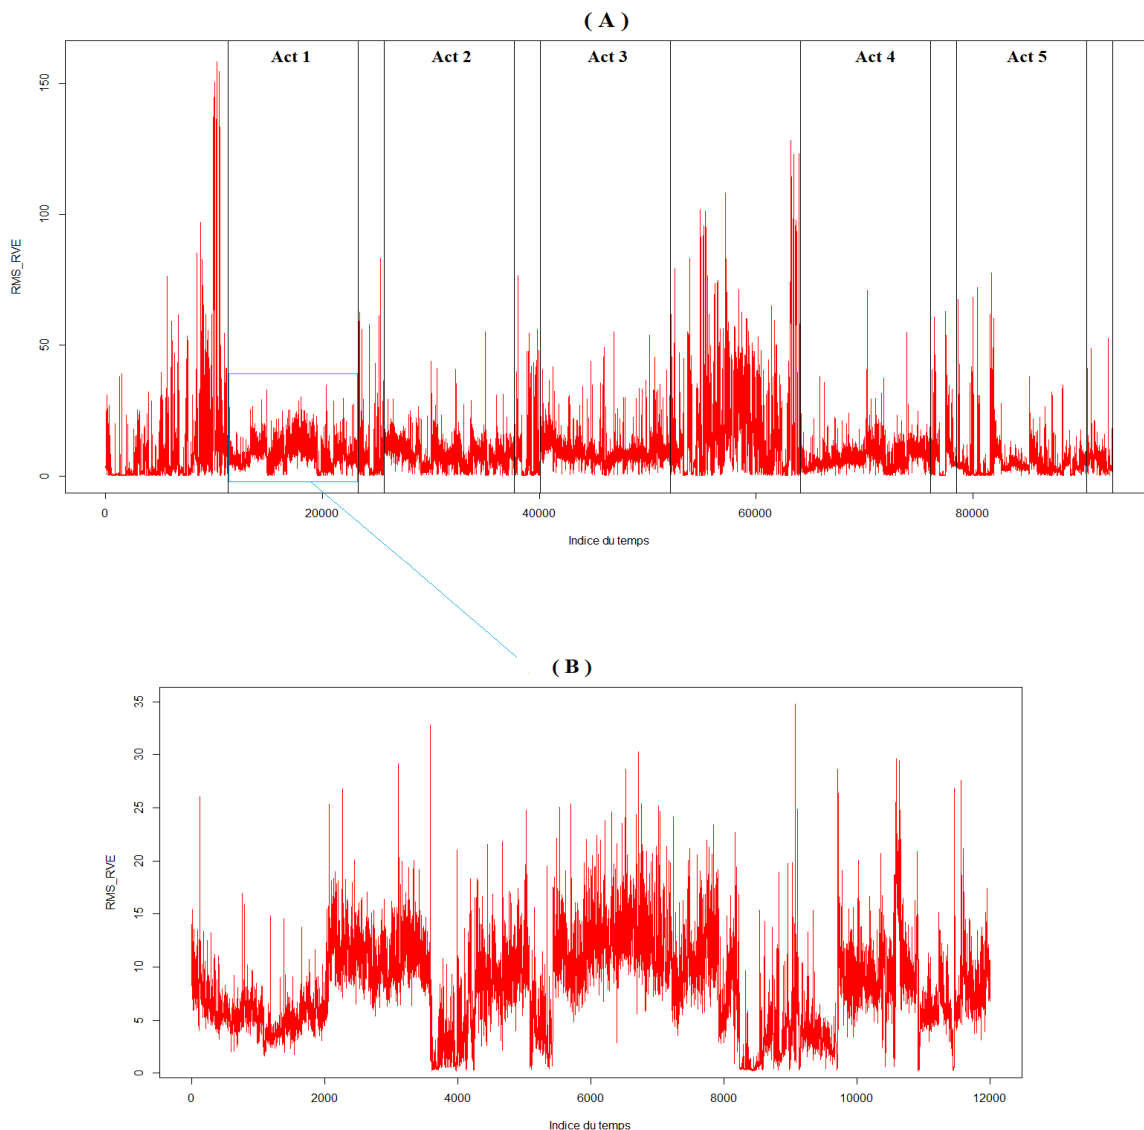 ( A )
Act 1 Act 2 Act 3 Act 4 Act 5
150
100
50
0
RMS_RVE
0 20000 40000 60000 80000
Indice du temps
( B )
35
30
25
20
15
10
5
0
RMS_RVE
0 2000 4000 6000 8000 10000 12000
Indice du temps